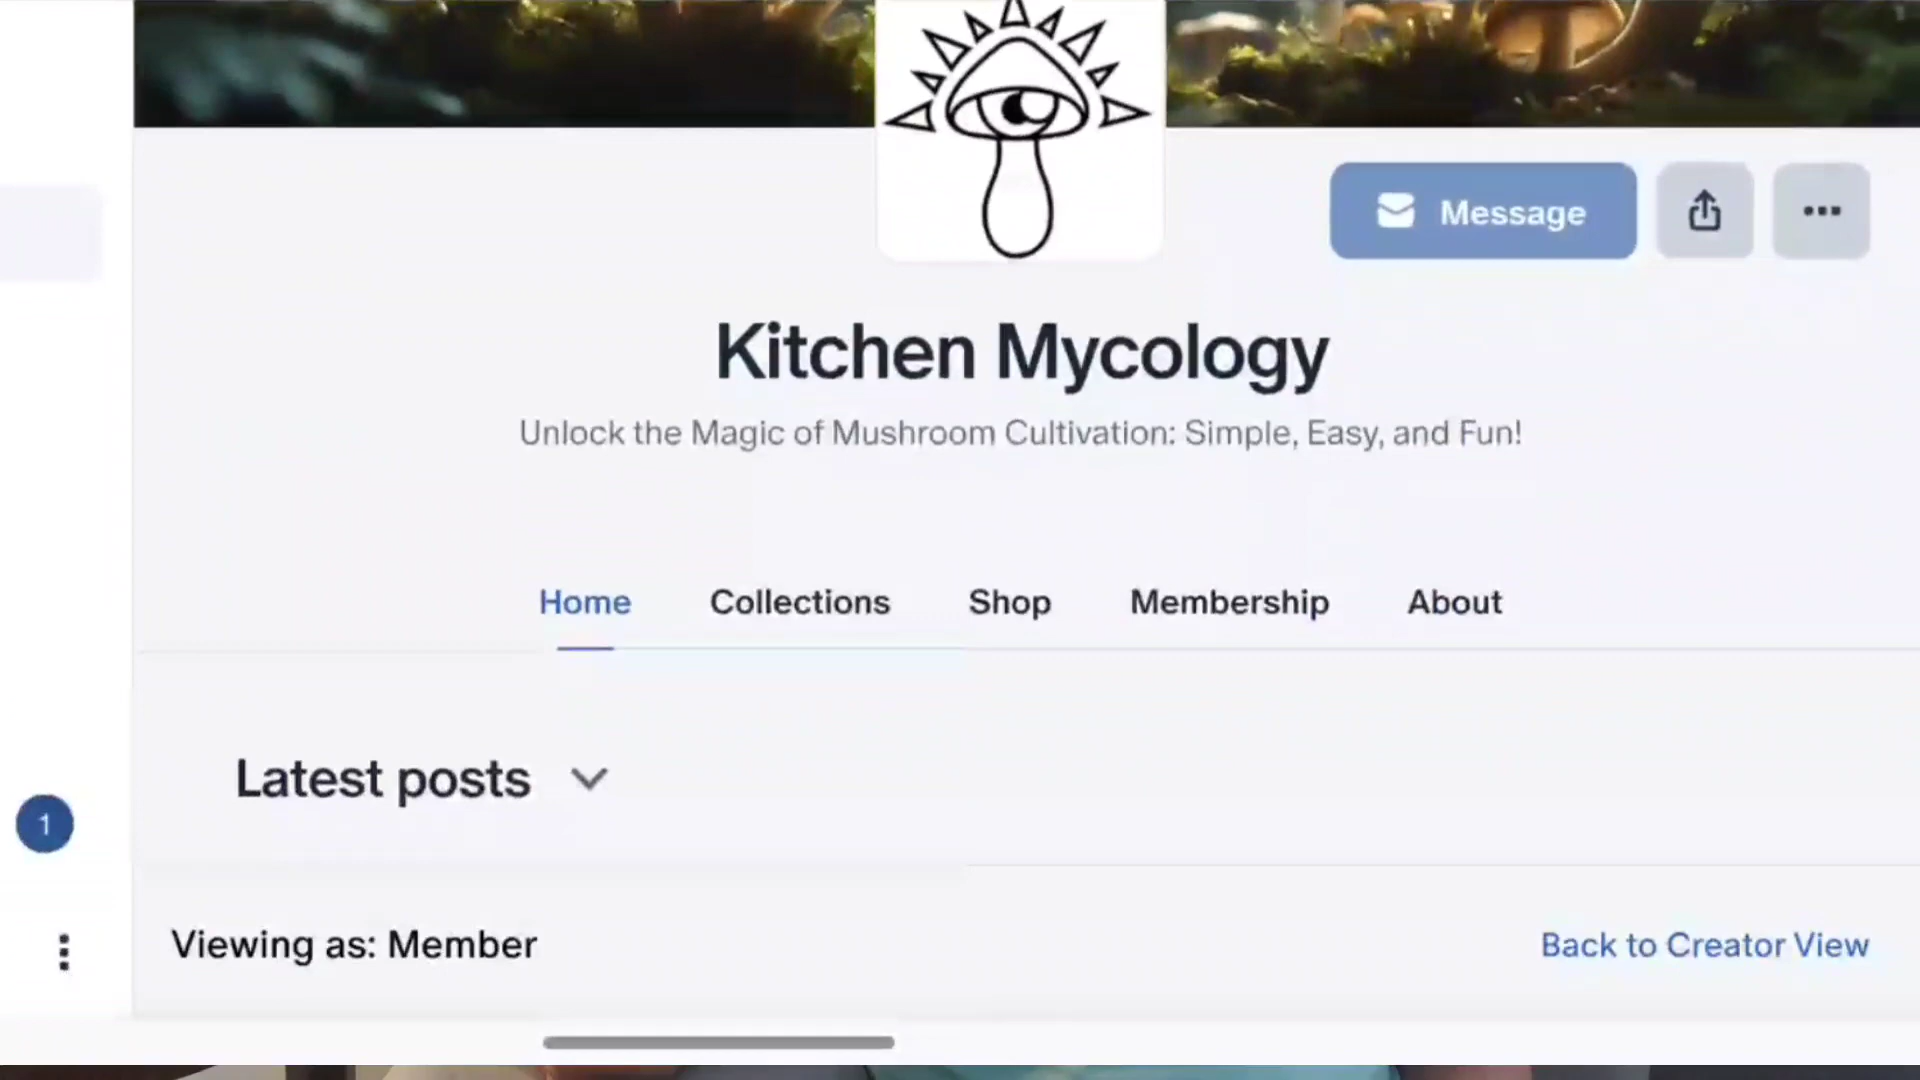 Message
Kitchen Mycology
Unlock the Magic of Mushroom Cultivation: Simple, Easy, and Fun!
Home Collections Shop Membership About
Latest posts
1
Viewing as: Member Back to Creator View